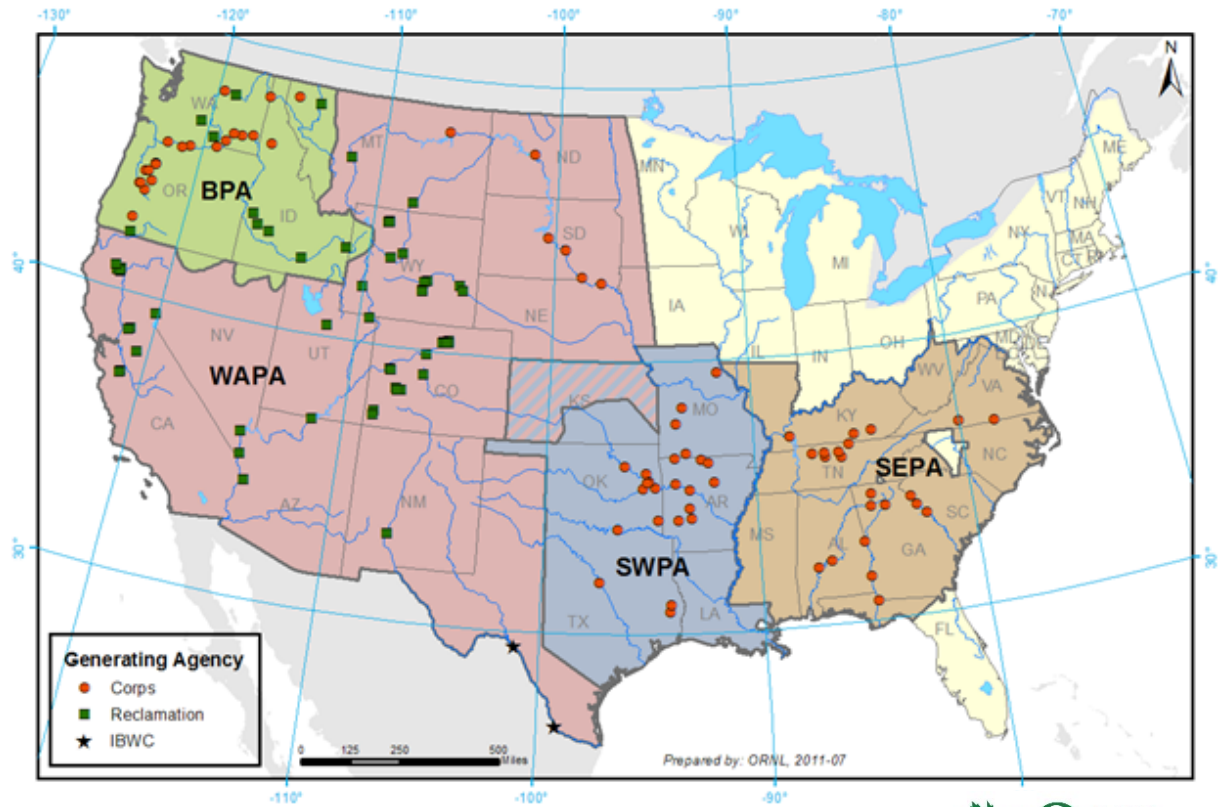 -130° -120° -110° -100° -90° -80° -70°
N
WA
MT
ND
MN
ME
OR
BPA
ID
VT
NH
SD
WI
NY
MA
40°
WY
MI
CT
RI
40°
IA
PA
NJ
NE
NV
OH
IL
IN
MD
DE
UT
WAPA
WV
CO
KS
VA
MO
KY
CA
NC
TN
SEPA
OK
AR
AZ
NM
SC
MS
AL
GA
30°
SWPA
30°
TX
LA
FL
Generating Agency
Corps
Reclamation
IBWC
0 125 250 500
Miles
Prepared by: ORNL, 2011-07
-110° -100° -90°